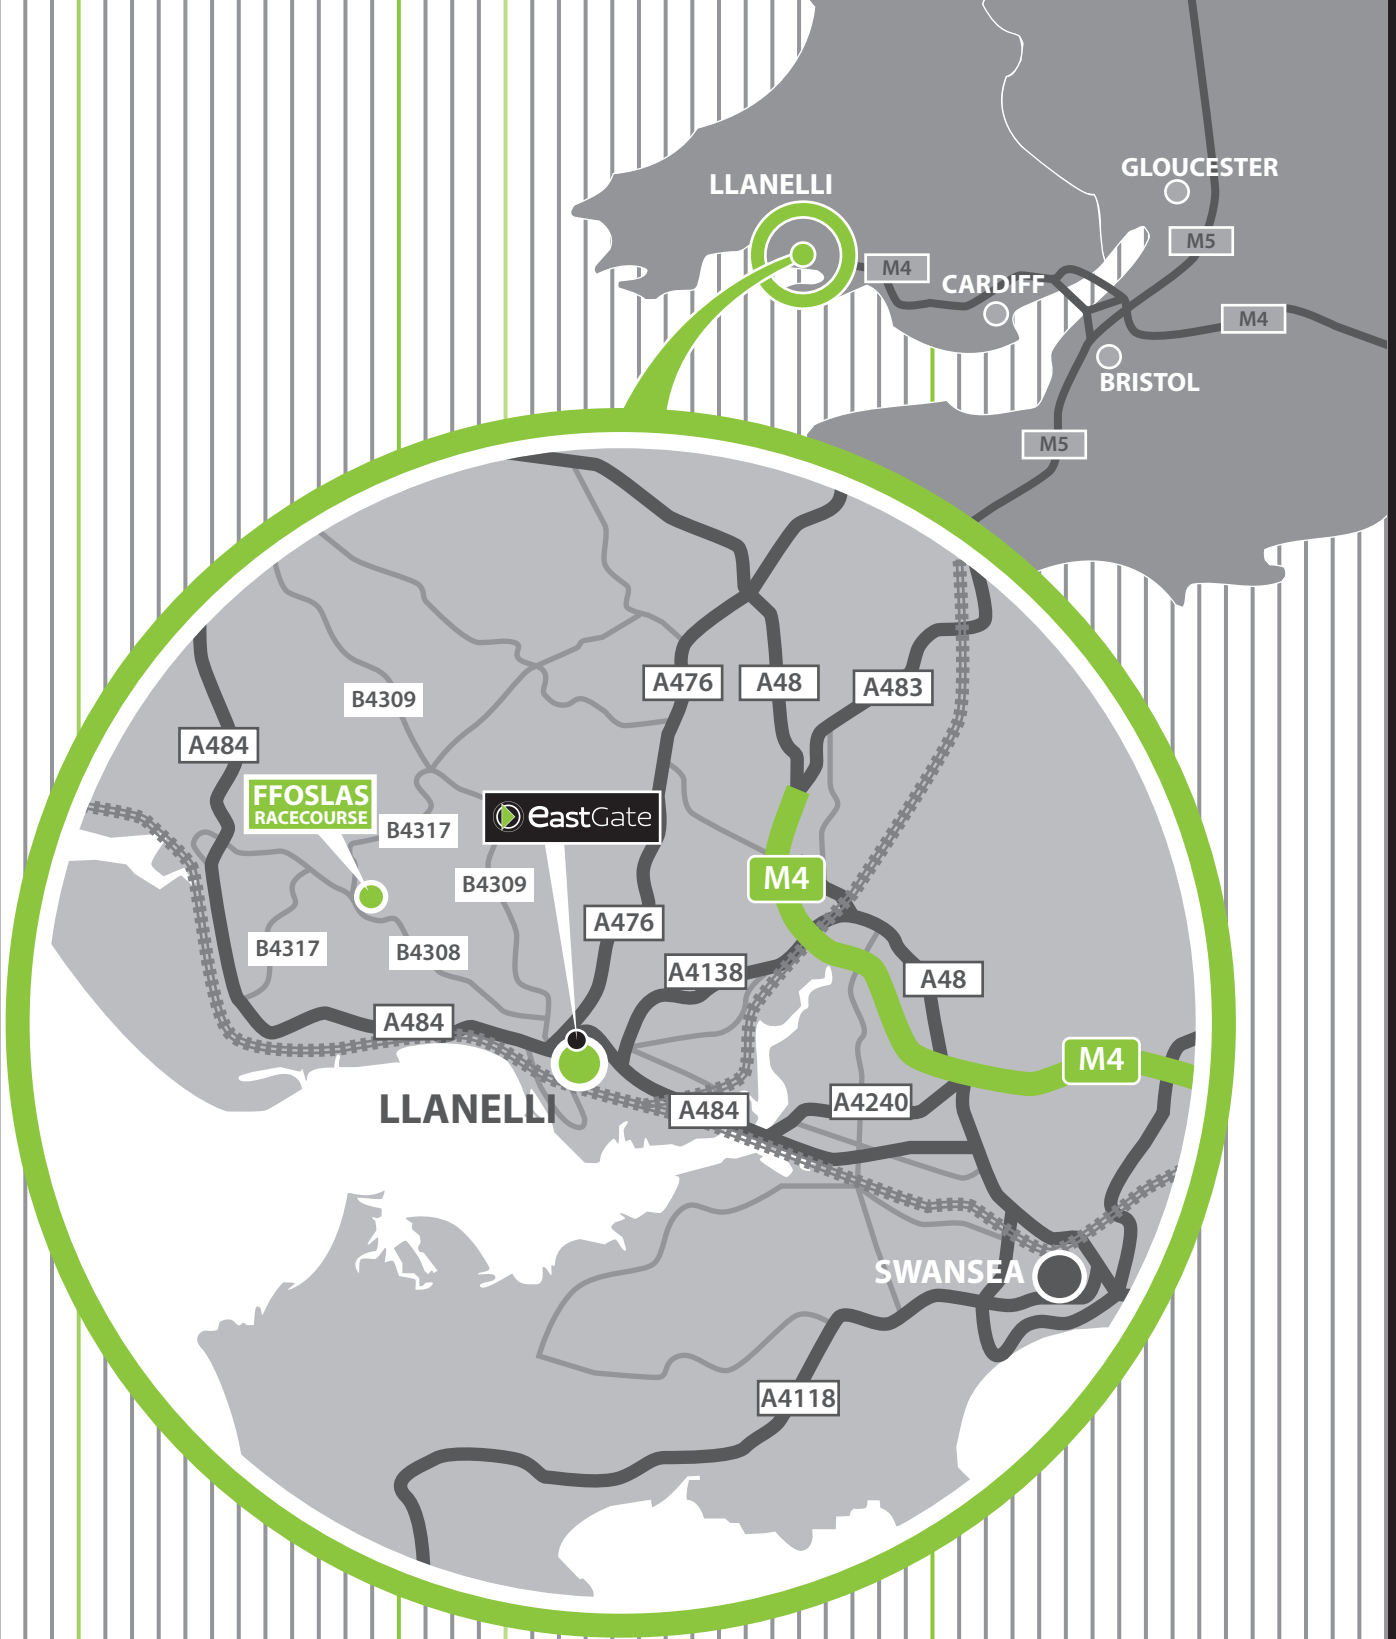 GLOUCESTER
LLANELLI
M5
M4
CARDIFF
M4
BRISTOL
M5
A476
A48
A483
B4309
A484
FFOSLAS
RACECOURSE
B4317
eastGate
M4
B4309
A476
B4317
B4308
A4138
A48
A484
M4
LLANELLI
A484
A4240
SWANSEA
A4118